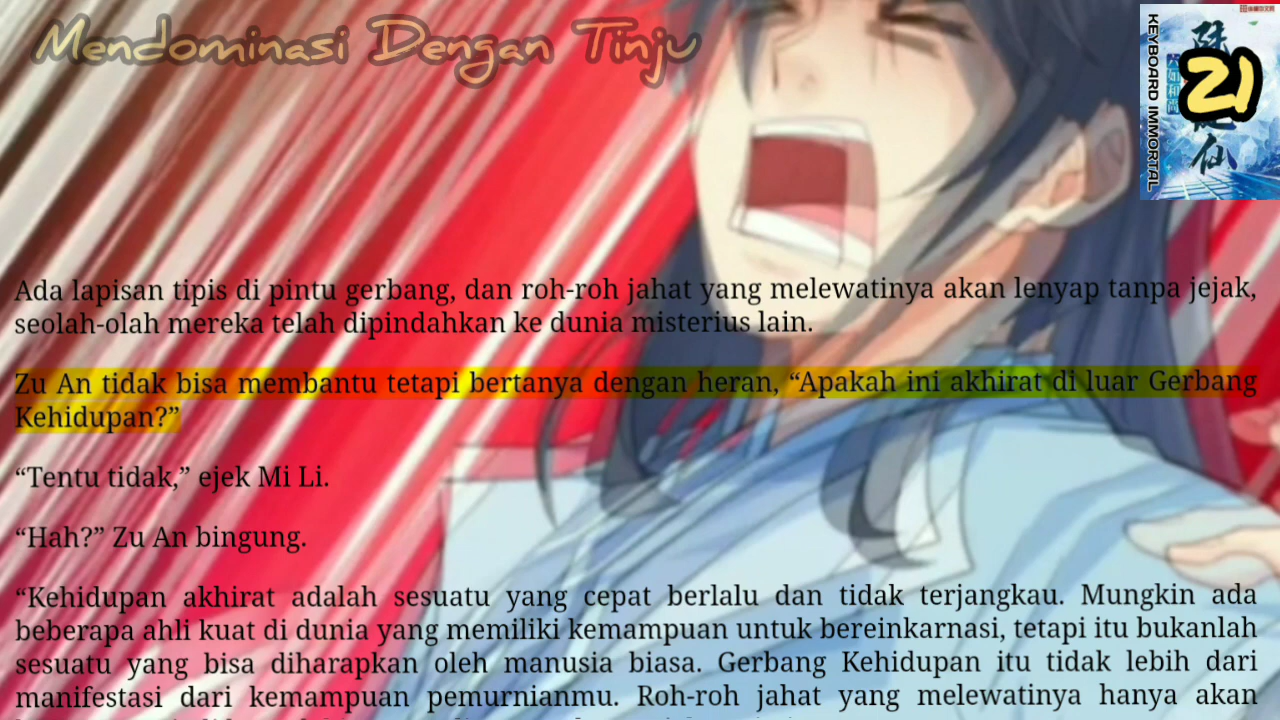 Mendominasi Dengan Tinju
KEYBOARD IMMORTAL
21
Ada lapisan tipis di pintu gerbang, dan roh-roh jahat yang melewatinya akan lenyap tanpa jejak,
seolah-olah mereka telah dipindahkan ke dunia misterius lain.
Zu An tidak bisa membantu tetapi bertanya dengan heran, “Apakah ini akhirat di luar Gerbang
Kehidupan?”
“Tentu tidak,” ejek Mi Li.
“Hah?” Zu An bingung.
“Kehidupan akhirat adalah sesuatu yang cepat berlalu dan tidak terjangkau. Mungkin ada
beberapa ahli kuat di dunia yang memiliki kemampuan untuk bereinkarnasi, tetapi itu bukanlah
sesuatu yang bisa diharapkan oleh manusia biasa. Gerbang Kehidupan itu tidak lebih dari
manifestasi dari kemampuan pemurnianmu. Roh-roh jahat yang melewatinya hanya akan